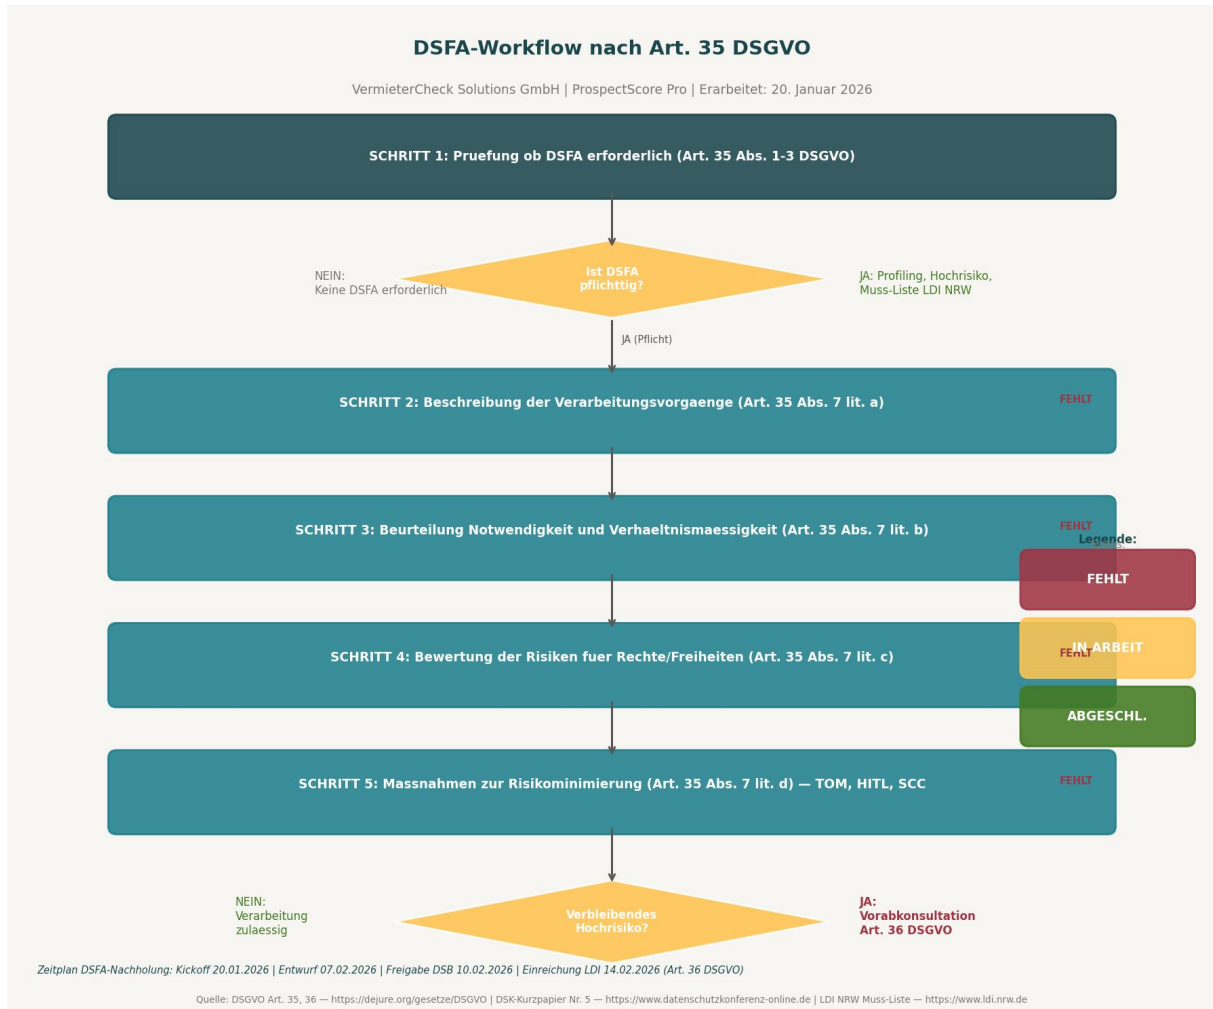 DSFA-Workflow nach Art. 35 DSGVO
VermieterCheck Solutions GmbH | ProspectScore Pro | Erarbeitet: 20. Januar 2026
SCHRITT 1: Pruefung ob DSFA erforderlich (Art. 35 Abs. 1-3 DSGVO)
NEIN:
Keine DSFA erforderlich
Ist DSFA
pflichttig?
JA: Profiling, Hochrisiko,
Muss-Liste LDI NRW
JA (Pflicht)
SCHRITT 2: Beschreibung der Verarbeitungsvorgaenge (Art. 35 Abs. 7 lit. a)
FEHLT
SCHRITT 3: Beurteilung Notwendigkeit und Verhaeltnismaessigkeit (Art. 35 Abs. 7 lit. b)
FEHLT
Legende:
FEHLT
IN ARBEIT
ABGESCHL.
SCHRITT 4: Bewertung der Risiken fuer Rechte/Freiheiten (Art. 35 Abs. 7 lit. c)
FEHLT
SCHRITT 5: Massnahmen zur Risikominimierung (Art. 35 Abs. 7 lit. d) — TOM, HITL, SCC
FEHLT
NEIN:
Verarbeitung
zulaessig
Verbleibendes
Hochrisiko?
JA:
Vorabkonsultation
Art. 36 DSGVO
Zeitplan DSFA-Nachholung: Kickoff 20.01.2026 | Entwurf 07.02.2026 | Freigabe DSB 10.02.2026 | Einreichung LDI 14.02.2026 (Art. 36 DSGVO)
Quelle: DSGVO Art. 35, 36 — https://dejure.org/gesetze/DSGVO | DSK-Kurzpapier Nr. 5 — https://www.datenschutzkonferenz-online.de | LDI NRW Muss-Liste — https://www.ldi.nrw.de